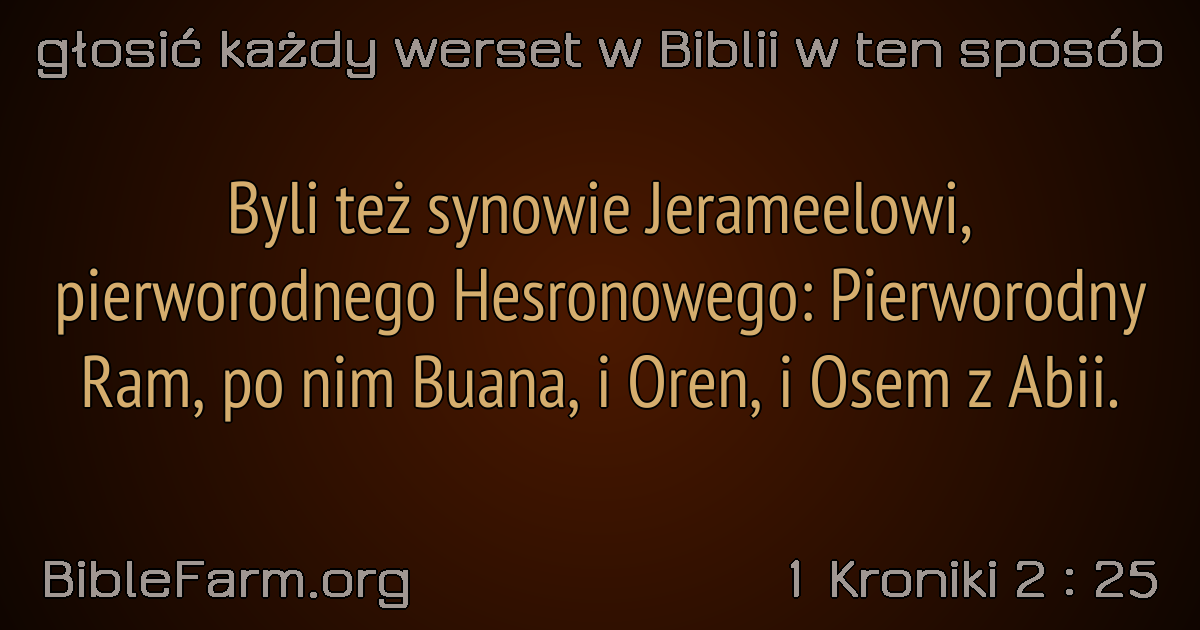 głosić każdy werset w Biblii w ten sposób
Byli też synowie Jerameelowi,
pierworodnego Hesronowego: Pierworodny
Ram, po nim Buana, i Oren, i Osem z Abii.
BibleFarm.org
1 Kroniki 2 : 25